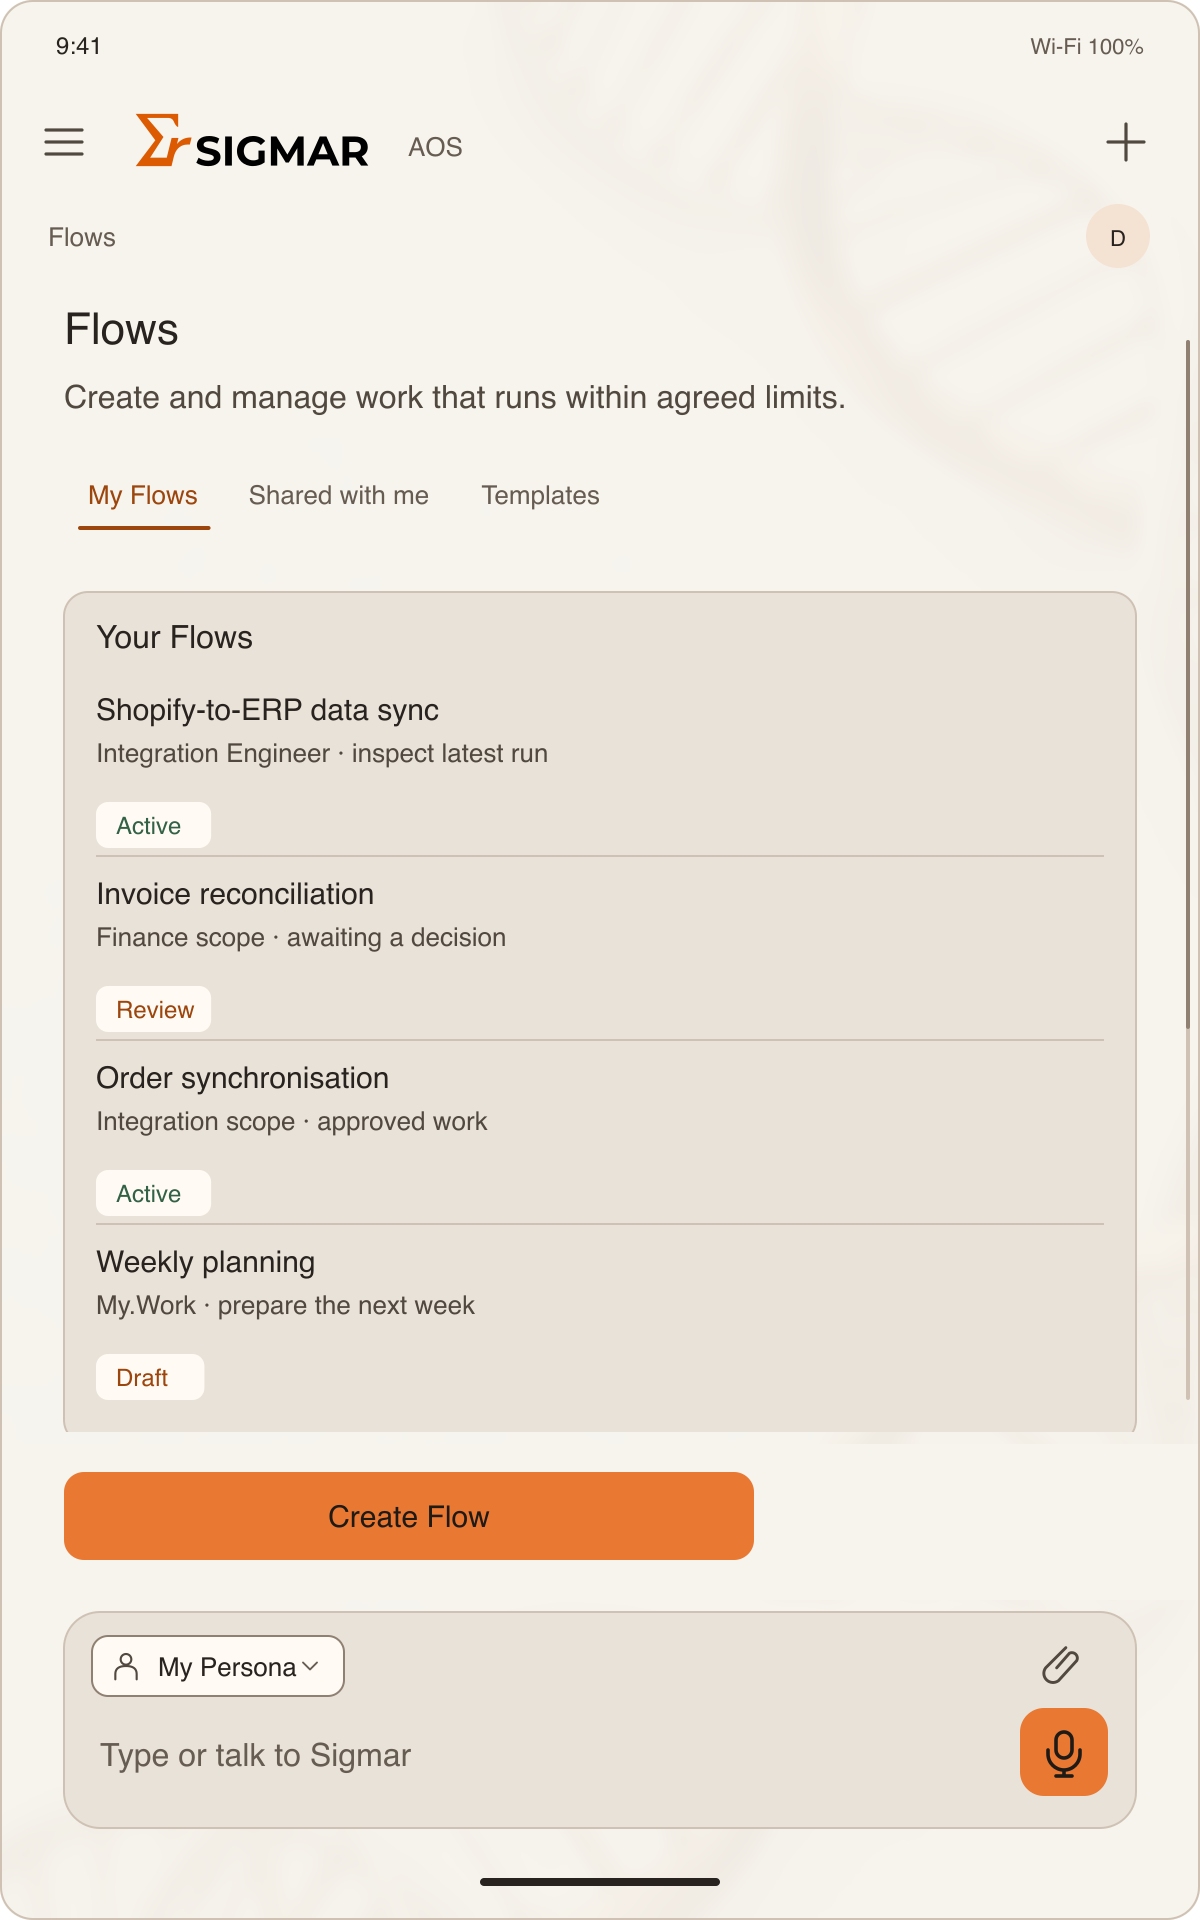 9:41
Wi-Fi 100%
Σr SIGMAR AOS
Flows
D
Flows
Create and manage work that runs within agreed limits.
My Flows
Shared with me
Templates
Your Flows
Shopify-to-ERP data sync
Integration Engineer · inspect latest run
Active
Invoice reconciliation
Finance scope · awaiting a decision
Review
Order synchronisation
Integration scope · approved work
Active
Weekly planning
My.Work · prepare the next week
Draft
Create Flow
My Persona
Type or talk to Sigmar